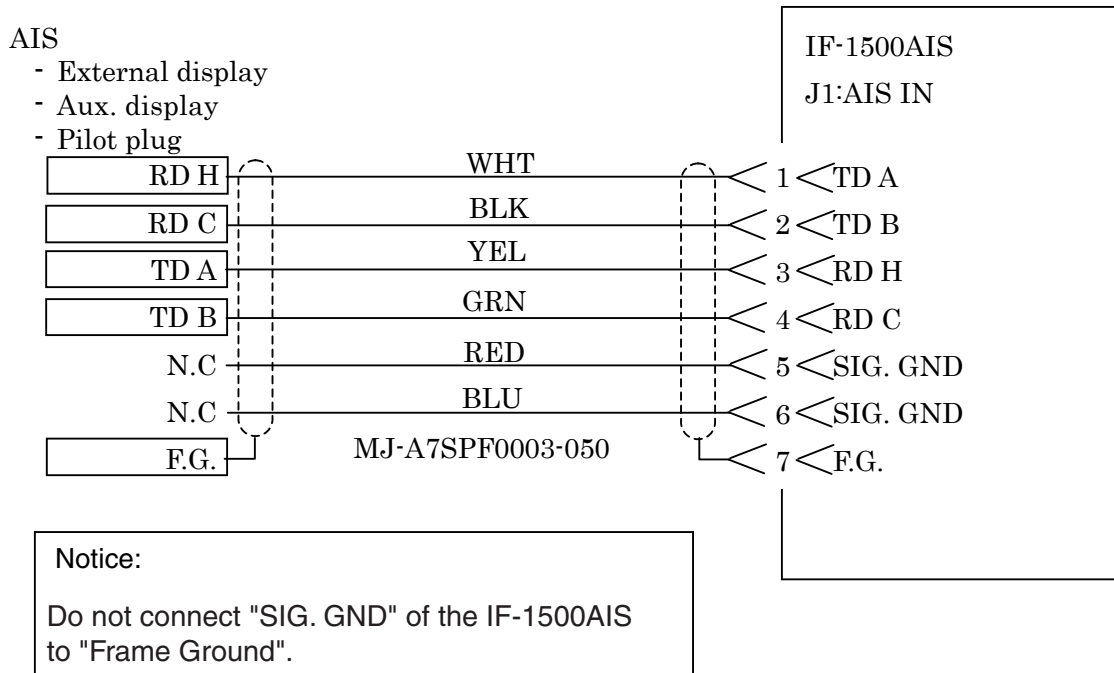 AIS
- External display
- Aux. display
- Pilot plug
IF-1500AIS
J1:AIS IN
RD H WHT 1 TD A
RD C BLK 2 TD B
TD A YEL 3 RD H
TD B GRN 4 RD C
N.C RED 5 SIG. GND
N.C BLU 6 SIG. GND
F.G. MJ-A7SPF0003-050 7 F.G.
Notice:
Do not connect "SIG. GND" of the IF-1500AIS
to "Frame Ground".